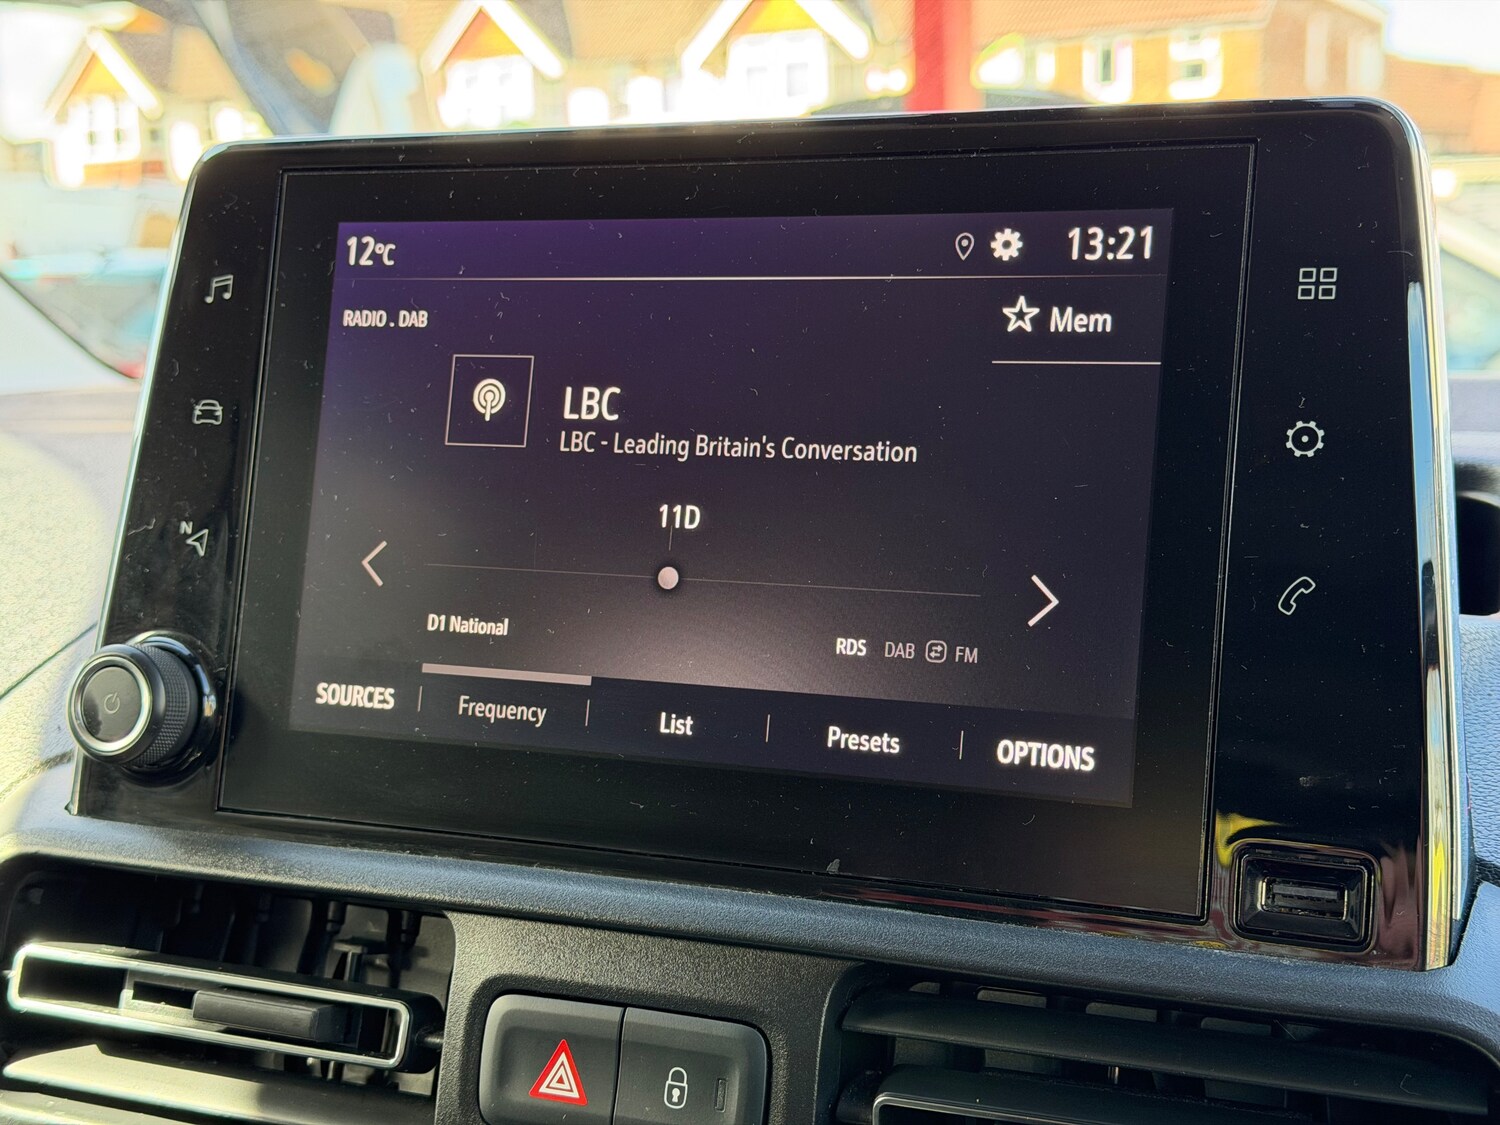 12°C
13:21
RADIO . DAB
Mem
LBC
LBC - Leading Britain's Conversation
11D
D1 National
RDS DAB FM
SOURCES
Frequency
List
Presets
OPTIONS
N